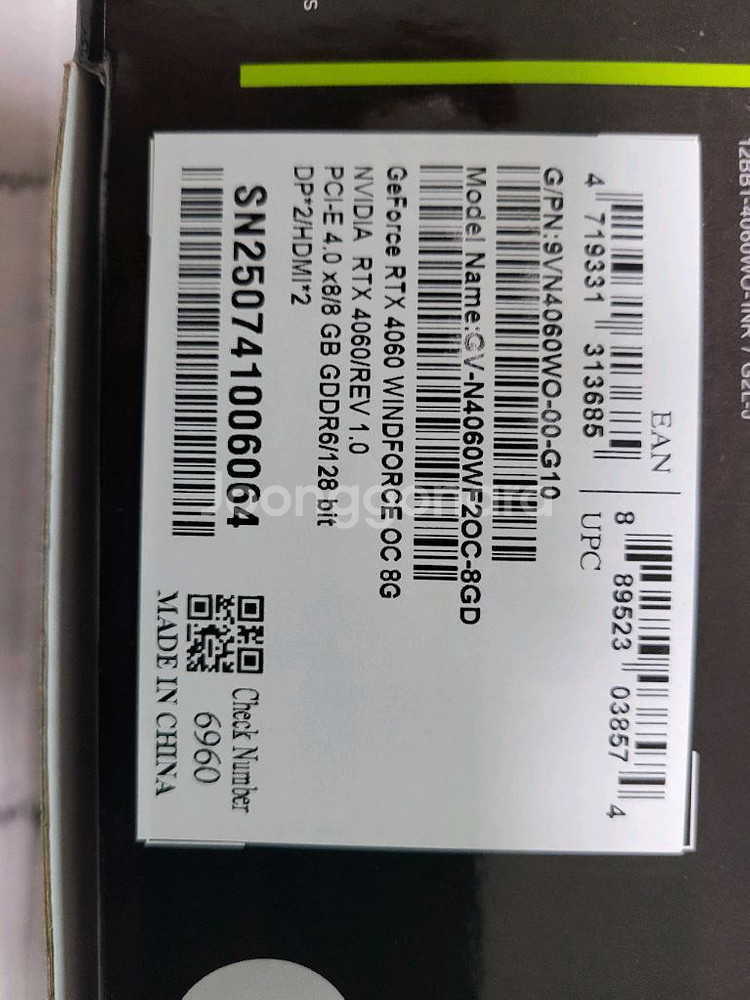 EAN | UPC
4 719331 313685
8 89523 03857 4
G/PN:9VN4060WO-00-G10
Model Name:GV-N4060WF2OC-8GD
GeForce RTX 4060 WINDFORCE OC 8G
NVIDIA RTX 4060/REV 1.0
PCI-E 4.0 x8/8 GB GDDR6/128 bit
DP*2/HDMI*2
SN250741006064
Check Number
6960
MADE IN CHINA
Joonggonara